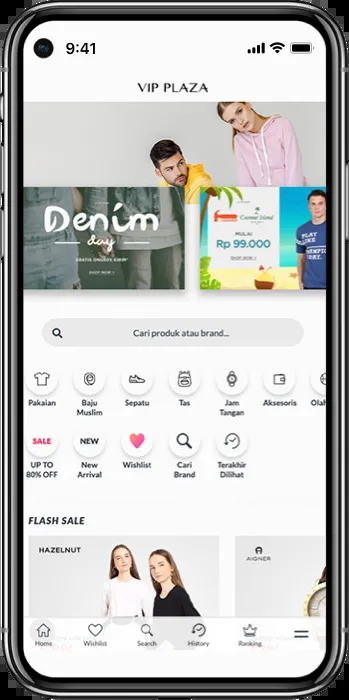 9:41
VIP PLAZA
Denim
day
GRATIS ONGKOS KIRIM*
SHOP NOW >
Coconut Island
MULAI
Rp 99.000
SHOP NOW >
PLAY
LIKE
CHAMPION
Cari produk atau brand...
Pakaian
Baju
Muslim
Sepatu
Tas
Jam
Tangan
Aksesoris
Olah
SALE
UP TO
80% OFF
NEW
New
Arrival
Wishlist
Cari
Brand
Terakhir
Dilihat
FLASH SALE
HAZELNUT
AIGNER
Home
Wishlist
Search
History
Ranking